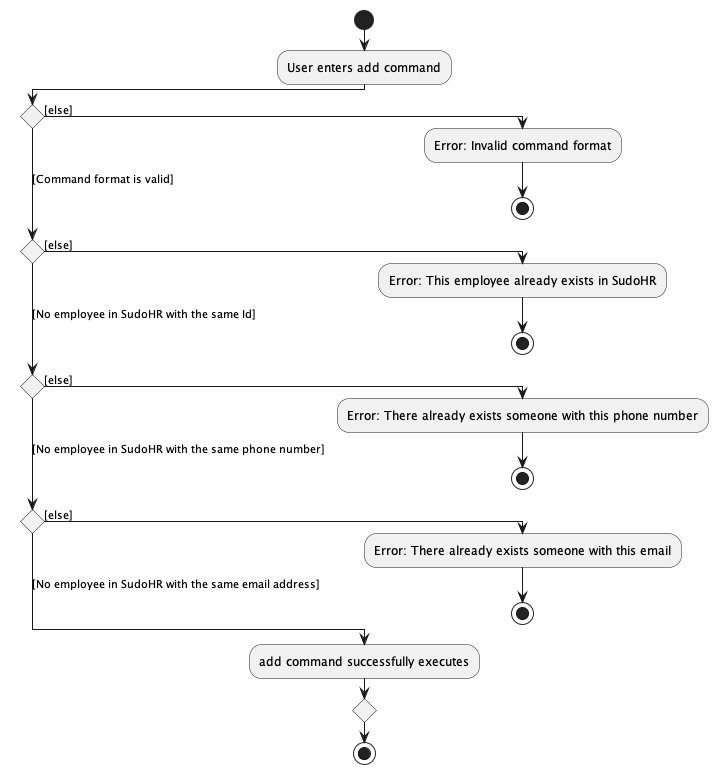 User enters add command
[else]
Error: Invalid command format
[Command format is valid]
[else]
Error: This employee already exists in SudoHR
[No employee in SudoHR with the same Id]
[else]
Error: There already exists someone with this phone number
[No employee in SudoHR with the same phone number]
[else]
Error: There already exists someone with this email
[No employee in SudoHR with the same email address]
add command successfully executes